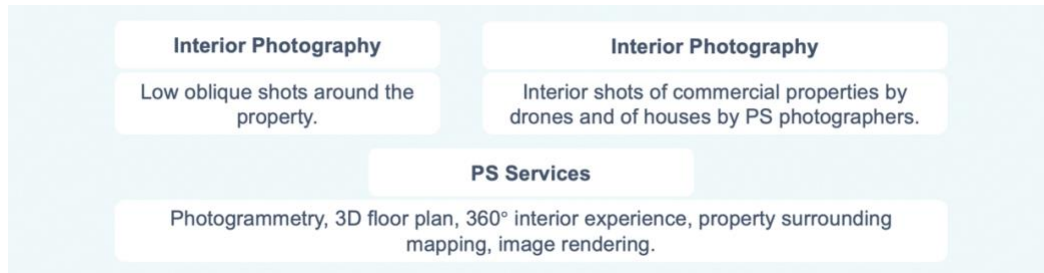 Interior Photography
Low oblique shots around the
property.
Interior Photography
Interior shots of commercial properties by
drones and of houses by PS photographers.
PS Services
Photogrammetry, 3D floor plan, 360° interior experience, property surrounding
mapping, image rendering.